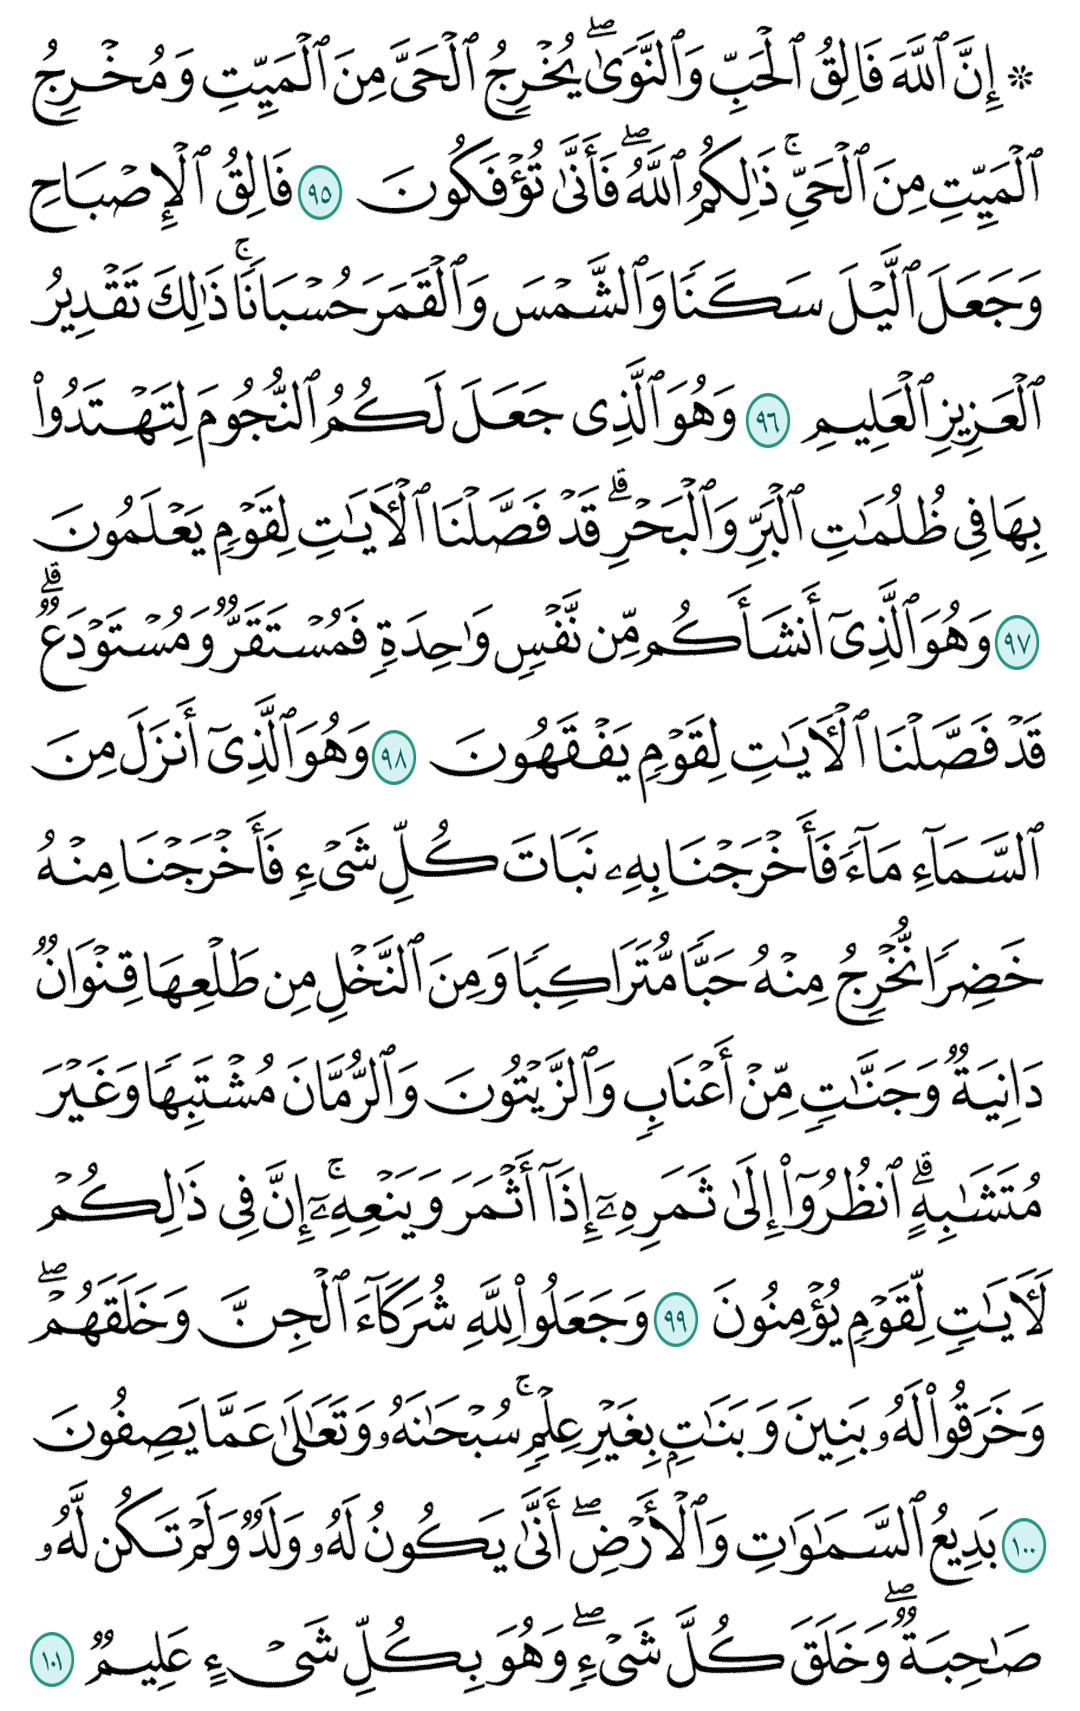 ۞ إِنَّ ٱللَّهَ فَالِقُ ٱلْحَبِّ وَٱلنَّوَىٰۖ يُخْرِجُ ٱلْحَىَّ مِنَ ٱلْمَيِّتِ وَمُخْرِجُ
ٱلْمَيِّتِ مِنَ ٱلْحَيِّۚ ذَٰلِكُمُ ٱللَّهُۖ فَأَنَّىٰ تُؤْفَكُونَ ٩٥ فَالِقُ ٱلْإِصْبَاحِ
وَجَعَلَ ٱلَّيْلَ سَكَنًا وَٱلشَّمْسَ وَٱلْقَمَرَ حُسْبَانًاۚ ذَٰلِكَ تَقْدِيرُ
ٱلْعَزِيزِ ٱلْعَلِيمِ ٩٦ وَهُوَ ٱلَّذِى جَعَلَ لَكُمُ ٱلنُّجُومَ لِتَهْتَدُوا۟
بِهَا فِى ظُلُمَٰتِ ٱلْبَرِّ وَٱلْبَحْرِۗ قَدْ فَصَّلْنَا ٱلْـَٔايَٰتِ لِقَوْمٍ يَعْلَمُونَ
٩٧ وَهُوَ ٱلَّذِىٓ أَنشَأَكُم مِّن نَّفْسٍ وَٰحِدَةٍ فَمُسْتَقَرٌّ وَمُسْتَوْدَعٌۗ
قَدْ فَصَّلْنَا ٱلْـَٔايَٰتِ لِقَوْمٍ يَفْقَهُونَ ٩٨ وَهُوَ ٱلَّذِىٓ أَنزَلَ مِنَ
ٱلسَّمَآءِ مَآءً فَأَخْرَجْنَا بِهِۦ نَبَاتَ كُلِّ شَىْءٍ فَأَخْرَجْنَا مِنْهُ
خَضِرًا نُّخْرِجُ مِنْهُ حَبًّا مُّتَرَاكِبًا وَمِنَ ٱلنَّخْلِ مِن طَلْعِهَا قِنْوَانٌ
دَانِيَةٌ وَجَنَّٰتٍ مِّنْ أَعْنَابٍ وَٱلزَّيْتُونَ وَٱلرُّمَّانَ مُشْتَبِهًا وَغَيْرَ
مُتَشَٰبِهٍۗ ٱنظُرُوٓا۟ إِلَىٰ ثَمَرِهِۦٓ إِذَآ أَثْمَرَ وَيَنْعِهِۦٓۚ إِنَّ فِى ذَٰلِكُمْ
لَـَٔايَٰتٍ لِّقَوْمٍ يُؤْمِنُونَ ٩٩ وَجَعَلُوا۟ لِلَّهِ شُرَكَآءَ ٱلْجِنَّ وَخَلَقَهُمْۖ
وَخَرَقُوا۟ لَهُۥ بَنِينَ وَبَنَٰتٍۭ بِغَيْرِ عِلْمٍۚ سُبْحَٰنَهُۥ وَتَعَٰلَىٰ عَمَّا يَصِفُونَ
١٠٠ بَدِيعُ ٱلسَّمَٰوَٰتِ وَٱلْأَرْضِۖ أَنَّىٰ يَكُونُ لَهُۥ وَلَدٌ وَلَمْ تَكُن لَّهُۥ
صَٰحِبَةٌۖ وَخَلَقَ كُلَّ شَىْءٍۖ وَهُوَ بِكُلِّ شَىْءٍ عَلِيمٌ ١٠١